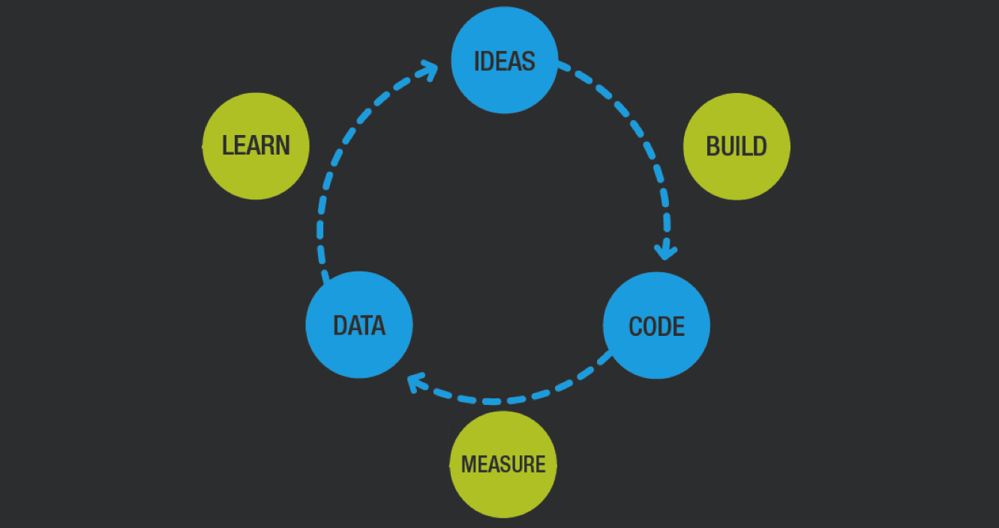 IDEAS
LEARN
BUILD
DATA
CODE
MEASURE